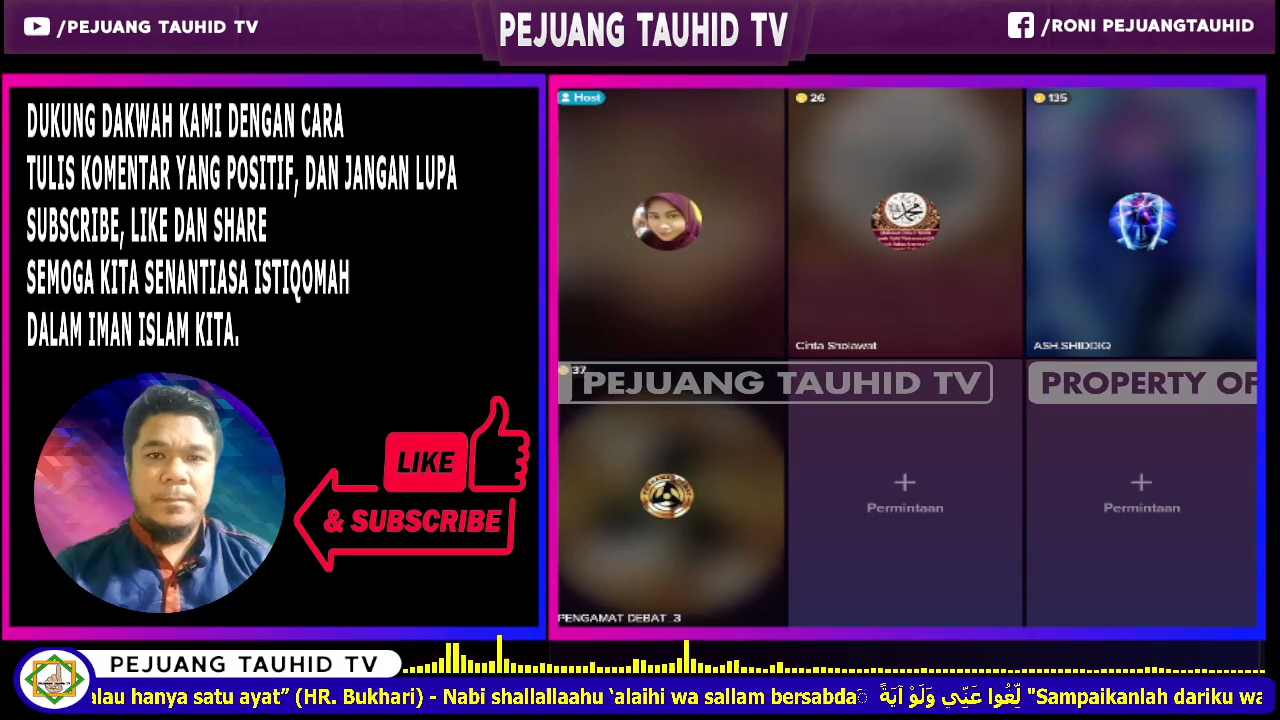 /PEJUANG TAUHID TV
PEJUANG TAUHID TV
/RONI PEJUANGTAUHID
DUKUNG DAKWAH KAMI DENGAN CARA
TULIS KOMENTAR YANG POSITIF, DAN JANGAN LUPA
SUBSCRIBE, LIKE DAN SHARE
SEMOGA KITA SENANTIASA ISTIQOMAH
DALAM IMAN ISLAM KITA.
LIKE
& SUBSCRIBE
Host
26
135
Cinta Sholawat
ASH.SHIDDIQ
37
PEJUANG TAUHID TV
PROPERTY OF
Permintaan
Permintaan
PENGAMAT DEBAT_3
PEJUANG TAUHID TV
alau hanya satu ayat” (HR. Bukhari) - Nabi shallallaahu ‘alaihi wa sallam bersabda لِّغُوا عَنِّي وَلَوْ آيَةً "Sampaikanlah dariku wa